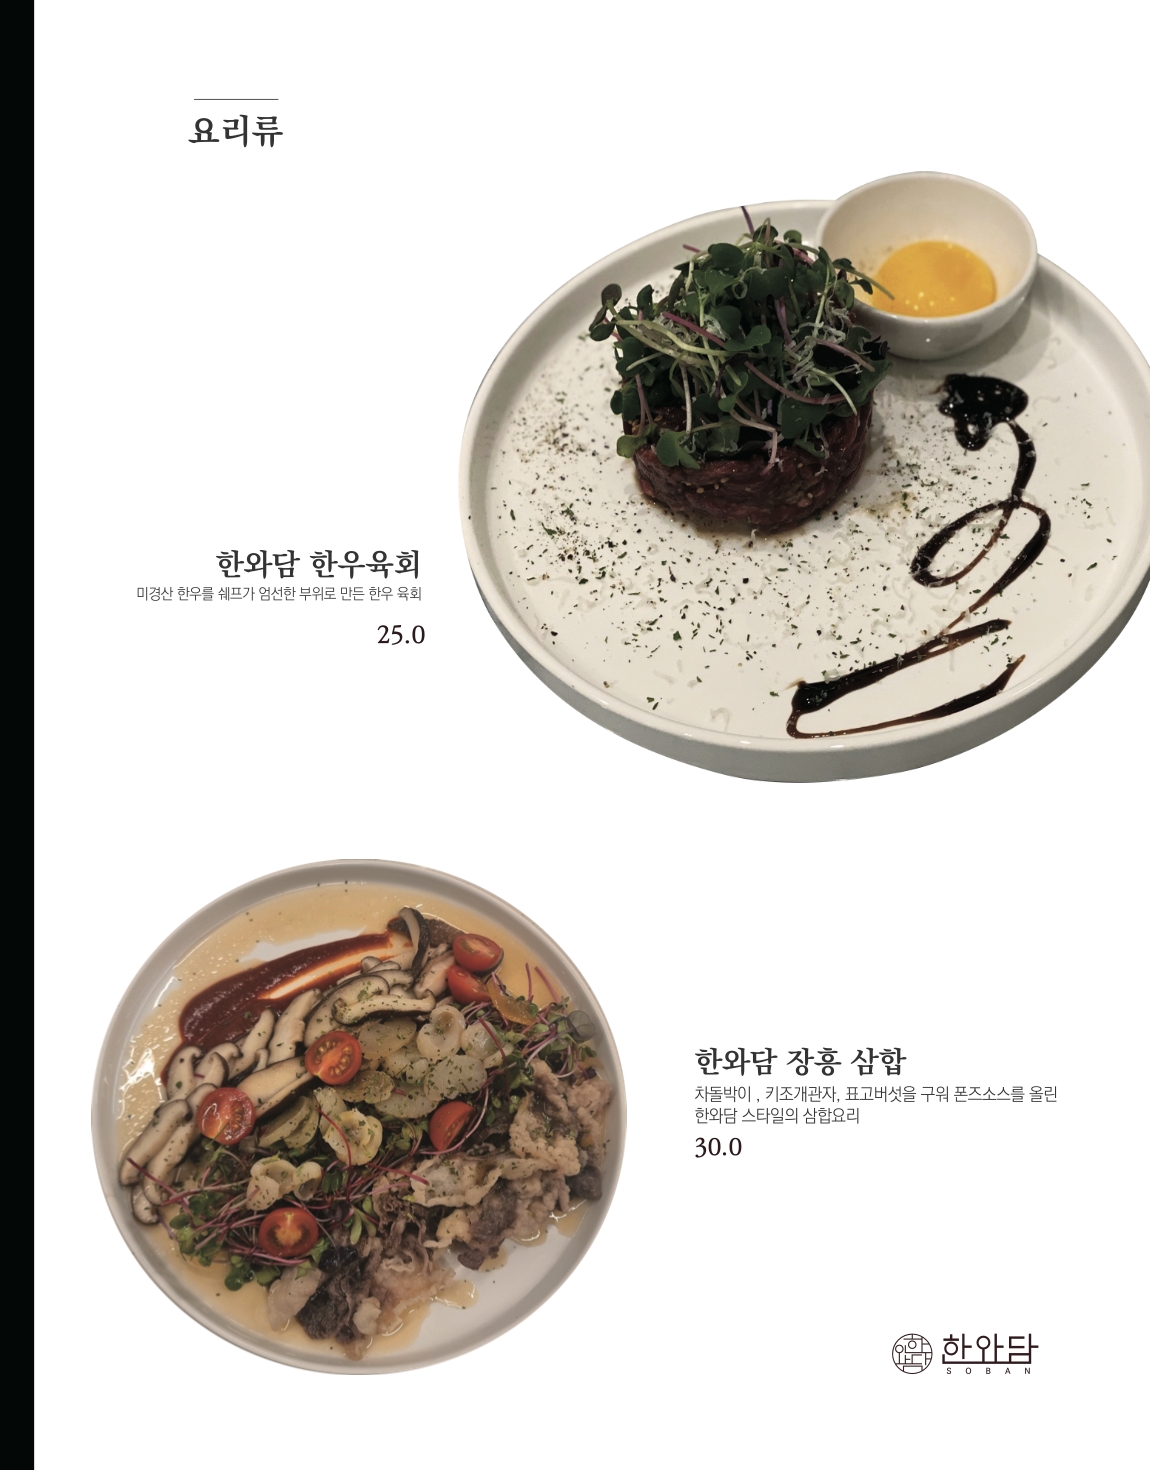 요리류
한와담 한우육회
미경산 한우를 쉐프가 엄선한 부위로 만든 한우 육회
25.0
한와담 장흥 삼합
차돌박이 , 키조개관자, 표고버섯을 구워 폰즈소스를 올린
한와담 스타일의 삼합요리
30.0
한와담
한와담
SOBAN